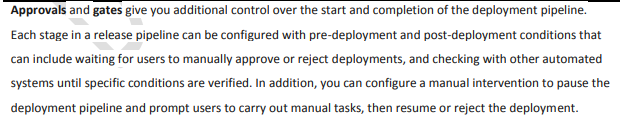 Approvals and gates give you additional control over the start and completion of the deployment pipeline.
Each stage in a release pipeline can be configured with pre-deployment and post-deployment conditions that
can include waiting for users to manually approve or reject deployments, and checking with other automated
systems until specific conditions are verified. In addition, you can configure a manual intervention to pause the
deployment pipeline and prompt users to carry out manual tasks, then resume or reject the deployment.